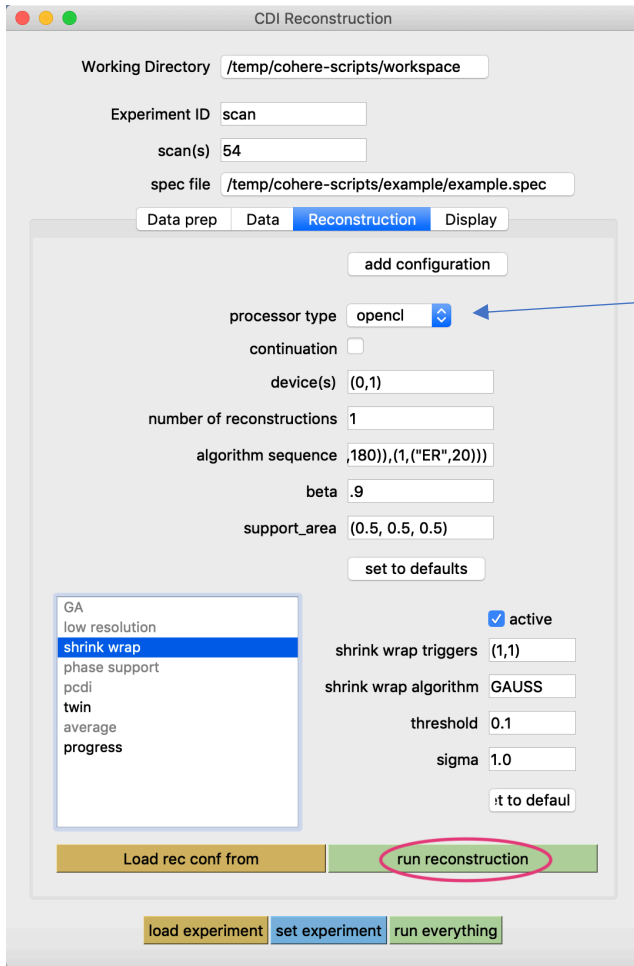 CDI Reconstruction
Working Directory /temp/cohere-scripts/workspace
Experiment ID scan
scan(s) 54
spec file /temp/cohere-scripts/example/example.spec
Data prep Data Reconstruction Display
add configuration
processor type opencl
continuation
device(s) (0,1)
number of reconstructions 1
algorithm sequence ,180)),(1,("ER",20)))
beta .9
support_area (0.5, 0.5, 0.5)
set to defaults
GA
low resolution
shrink wrap
phase support
pcdi
twin
average
progress
active
shrink wrap triggers (1,1)
shrink wrap algorithm GAUSS
threshold 0.1
sigma 1.0
t to defaul
Load rec conf from run reconstruction
load experiment set experiment run everything